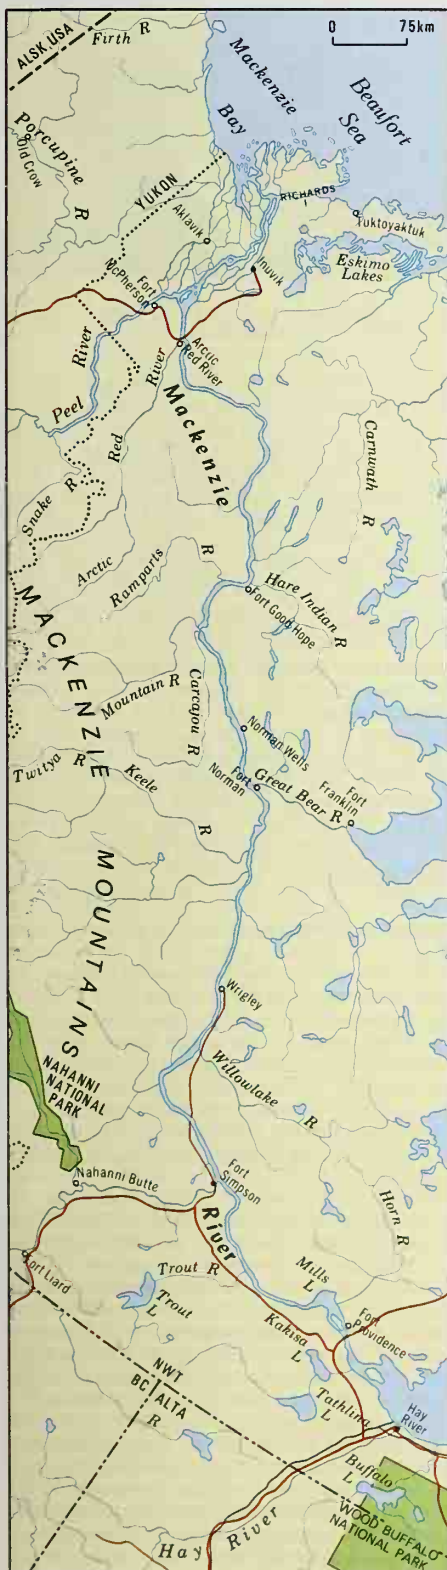 0 75km
ALSK, USA
Firth R
Mackenzie
Bay
Beaufort
Sea
Porcupine
R
Old Crow
YUKON
RICHARDS
I
Aklavik
Tuktoyaktuk
Inuvik
Eskimo
Lakes
Fort
McPherson
Peel River
Arctic
Red River
Mackenzie
Arctic Red River
Snake R
Carnwath R
Ramparts R
Hare Indian R
Fort Good Hope
MACKENZIE
MOUNTAINS
Mountain R
Carcajou R
Norman Wells
Twitya R
Keele R
Fort
Norman
Great Bear R
Fort
Franklin
Wrigley
NAHANNI
NATIONAL
PARK
Willowlake R
Nahanni Butte
Fort
Simpson
River
Horn R
Fort Liard
Trout R
Trout
L
Mills
L
Fort
Providence
Kakisa
L
NWT
BC
ALTA
Tathlina
L
Hay
River
R
Buffalo
L
WOOD BUFFALO
NATIONAL PARK
Hay River